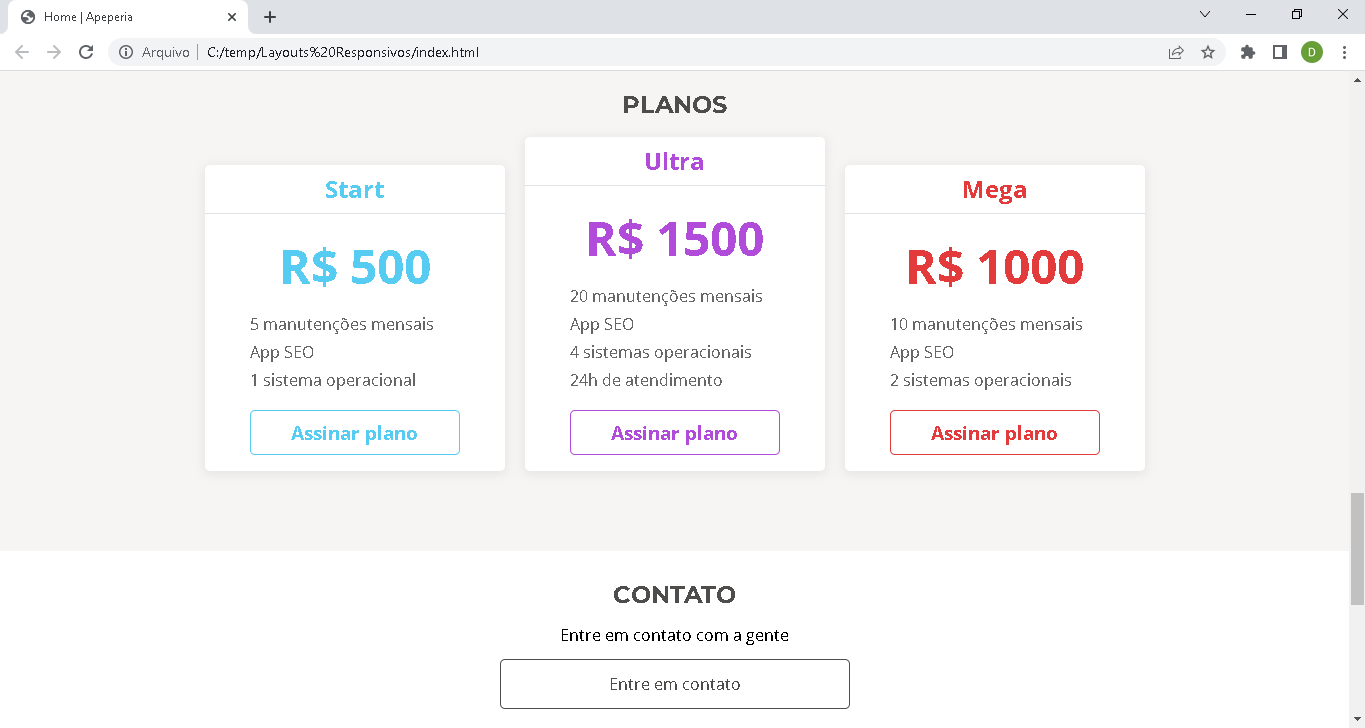 Home | Apeperia
Arquivo
C:/temp/Layouts%20Responsivos/index.html
D
PLANOS
Start
R$ 500
5 manutenções mensais
App SEO
1 sistema operacional
Assinar plano
Ultra
R$ 1500
20 manutenções mensais
App SEO
4 sistemas operacionais
24h de atendimento
Assinar plano
Mega
R$ 1000
10 manutenções mensais
App SEO
2 sistemas operacionais
Assinar plano
CONTATO
Entre em contato com a gente
Entre em contato